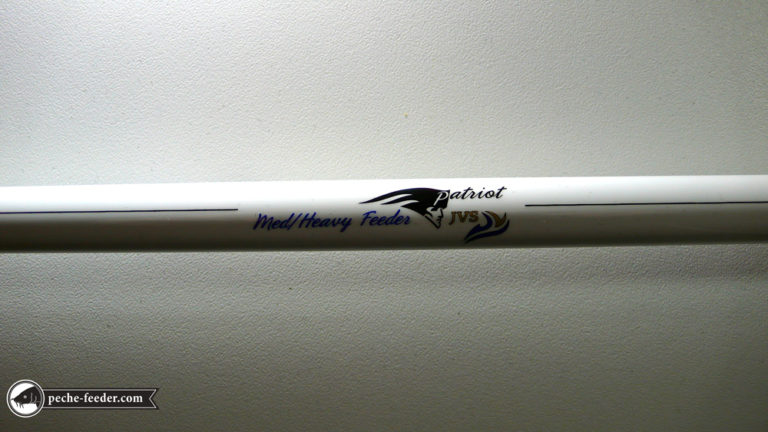 Patriot
Med/Heavy Feeder JVS
peche-feeder.com